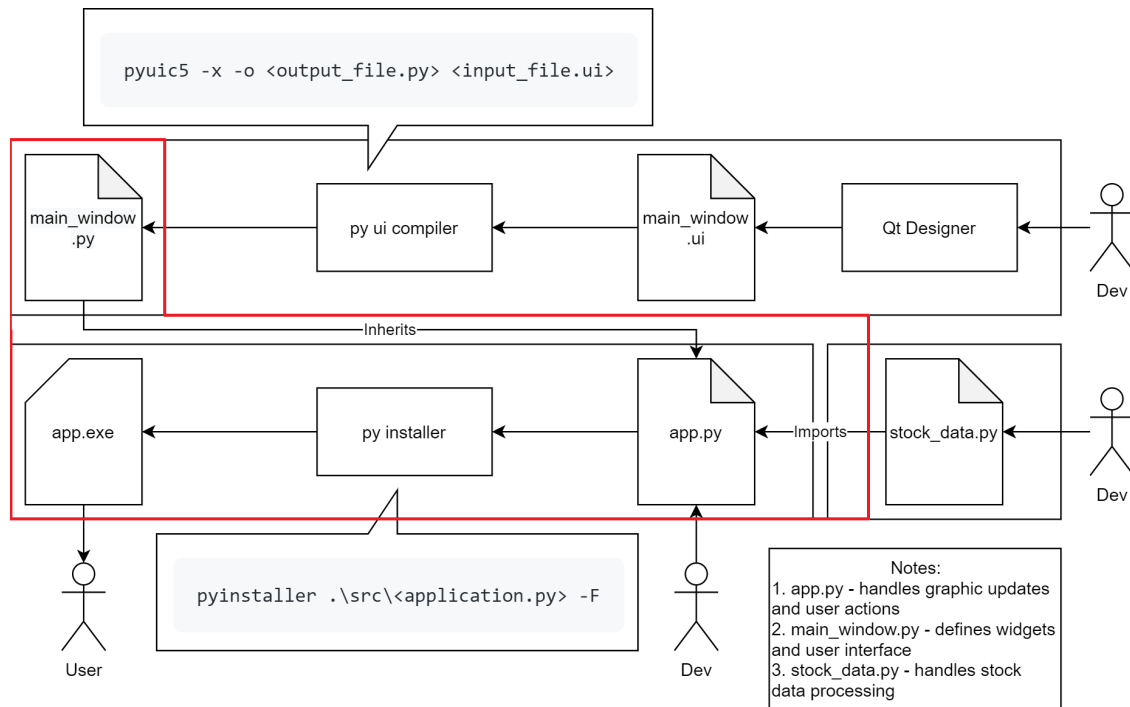 pyuic5 -x -o <output_file.py> <input_file.ui>
main_window
.py
py ui compiler
main_window
.ui
Qt Designer
Dev
Inherits
app.exe
py installer
app.py
Imports
stock_data.py
Dev
pyinstaller .\src\<application.py> -F
User
Dev
Notes:
1. app.py - handles graphic updates
and user actions
2. main_window.py - defines widgets
and user interface
3. stock_data.py - handles stock
data processing